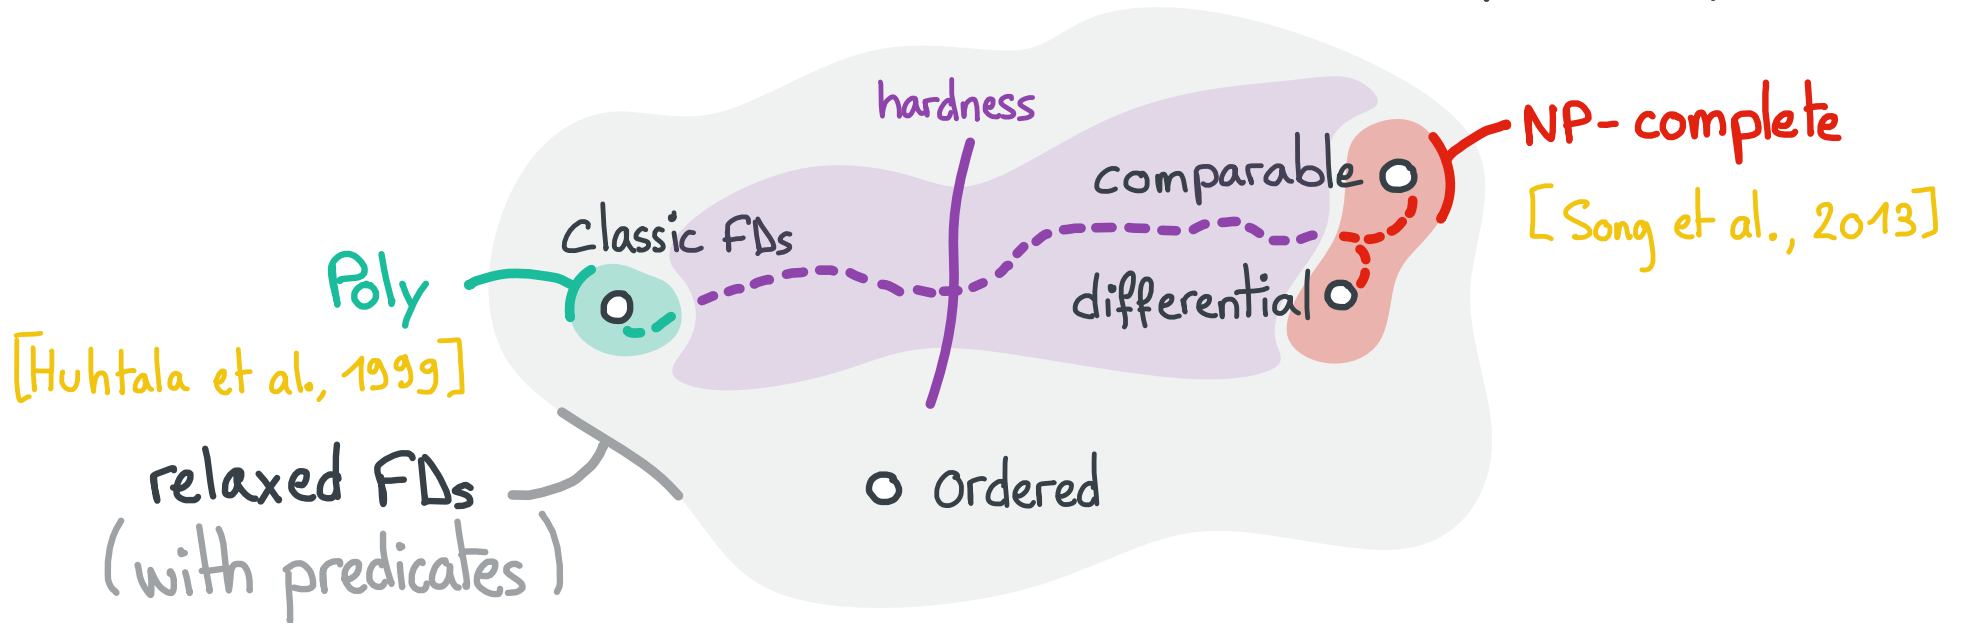 hardness
NP-complete
comparable
[Song et al., 2013]
Classic FDs
Poly
differential
[Huhtala et al., 1999]
relaxed FDs
ordered
(with predicates)